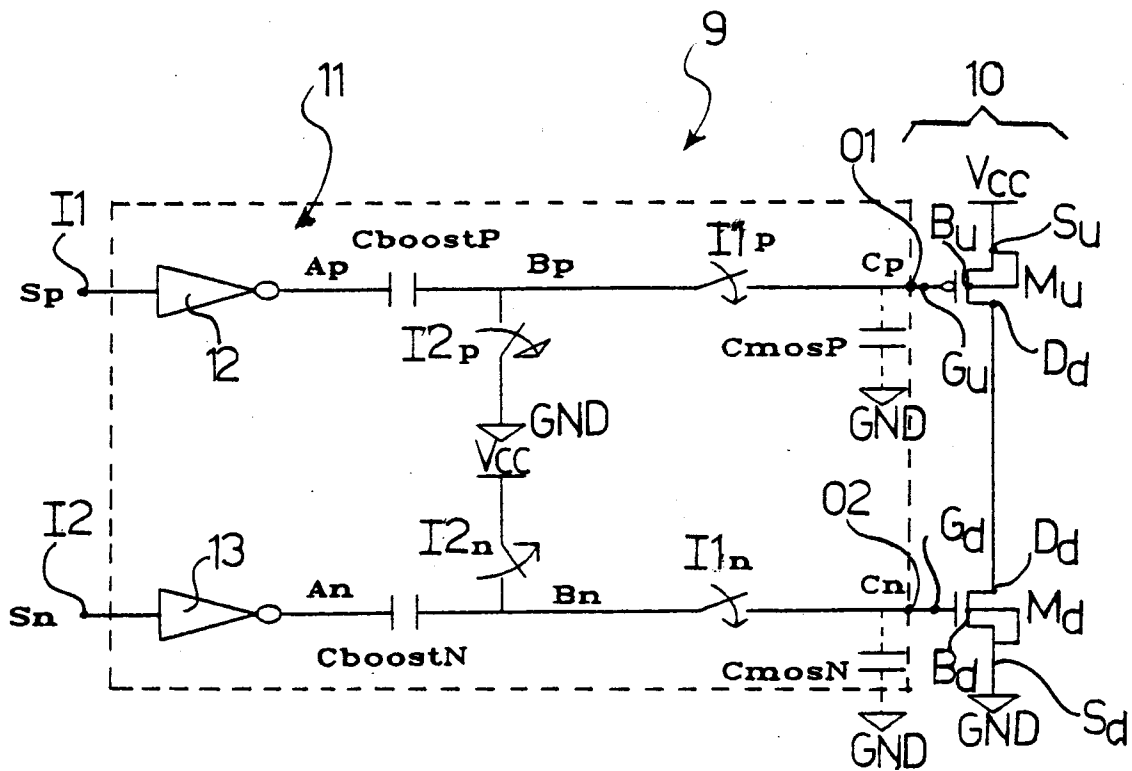 9
10
11
O1
VCC
I1
Bu
Su
CboostP
I1p
Sp
Ap
Bp
Cp
Mu
12
I2p
CmosP
Gu
Dd
GND
GND
VCC
O2
I2
13
I2n
I1n
Gd
Dd
Sn
An
Bn
Cn
Md
CboostN
CmosN
Bd
GND
GND
Sd